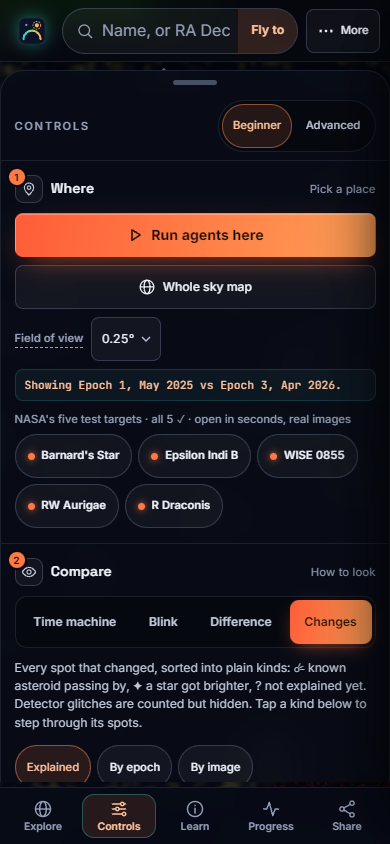 Name, or RA Dec
Fly to
··· More
CONTROLS
Beginner
Advanced
1
Where
Pick a place
Run agents here
Whole sky map
Field of view
0.25°
Showing Epoch 1, May 2025 vs Epoch 3, Apr 2026.
NASA's five test targets · all 5 ✓ · open in seconds, real images
Barnard's Star
Epsilon Indi B
WISE 0855
RW Aurigae
R Draconis
2
Compare
How to look
Time machine
Blink
Difference
Changes
Every spot that changed, sorted into plain kinds: ☄ known
asteroid passing by, ✦ a star got brighter, ? not explained yet.
Detector glitches are counted but hidden. Tap a kind below to
step through its spots.
Explained
By epoch
By image
Explore
Controls
Learn
Progress
Share